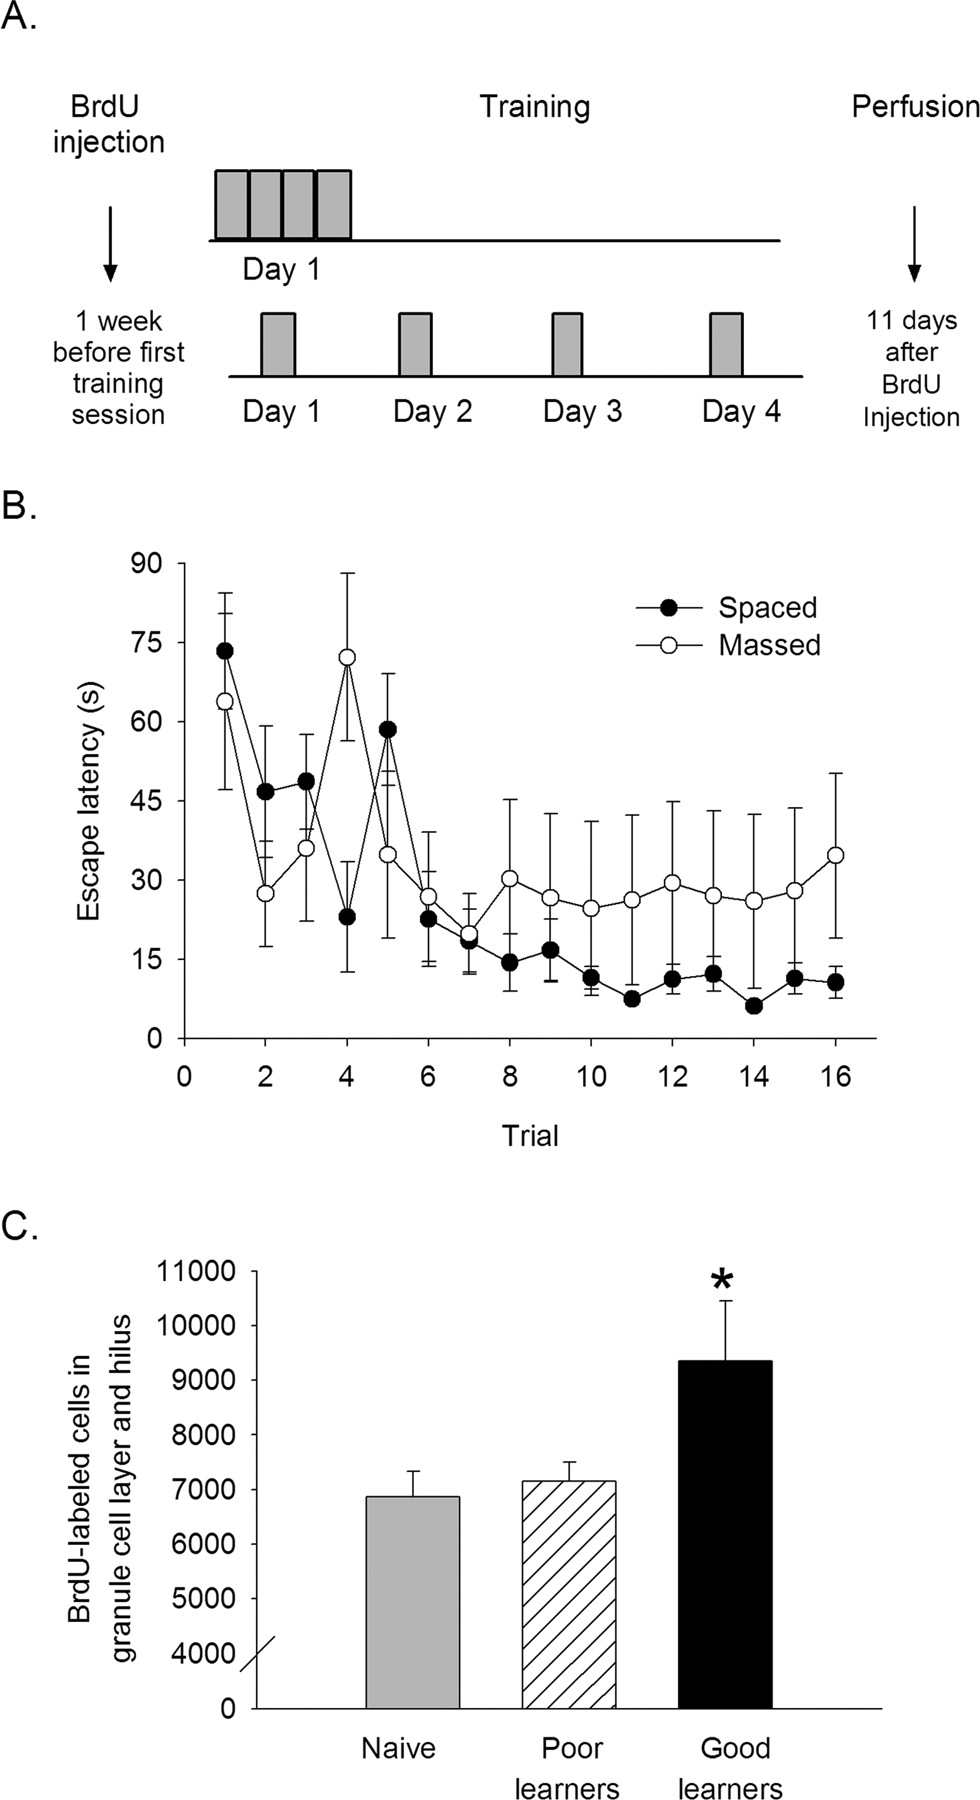 A.
BrdU
injection
Training
Perfusion
Day 1
1 week
before first
training
session
11 days
after
BrdU
Injection
Day 1 Day 2 Day 3 Day 4
B.
90
75
60
45
30
15
0
Escape latency (s)
Spaced
Massed
0 2 4 6 8 10 12 14 16
Trial
C.
11000
10000
9000
8000
7000
6000
5000
4000
0
BrdU-labeled cells in
granule cell layer and hilus
*
Naive
Poor
learners
Good
learners